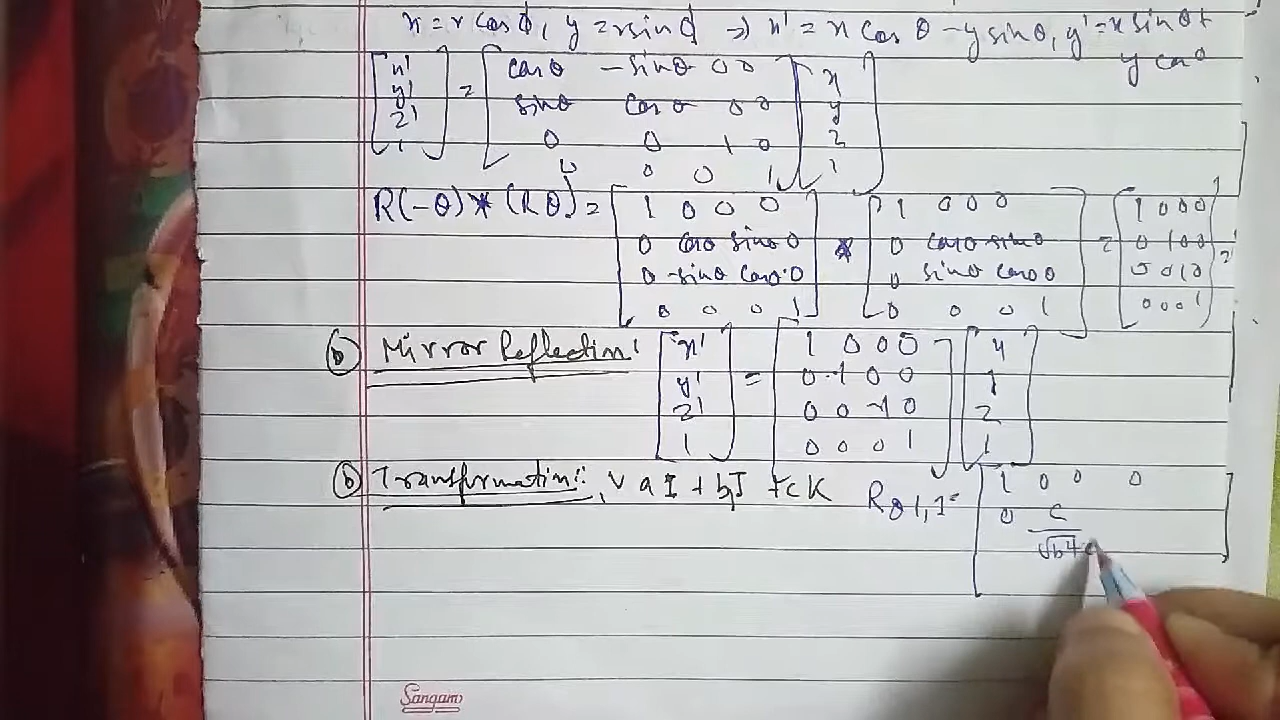 x = r cos ϕ, y = r sin ϕ → x' = x cos θ - y sin θ, y' = x sin θ +
y cos θ
[x' = [cos θ - sin θ 0 0 [x
y' sin θ cos θ 0 0 y
z' 0 0 1 0 z
1] 0 0 0 1] 1]
R(-θ) * (Rθ) = [1 0 0 0 * [1 0 0 0 = [1 0 0 0
0 cos θ sin θ 0 0 cos θ sin θ 0 1 0 0
0 -sin θ cos θ 0 0 sin θ cos θ 0 0 0 1 0
0 0 0 1] 0 0 0 1] 0 0 0 1]
Mirror Reflection: [x' = [1 0 0 0
y' 0 -1 0 0 1
z' 0 0 -1 0 z
1] 0 0 0 1] 1]
Transformation:: V aI + bJ + cK R = [1 0 0 0
0 c
√b
Sangam